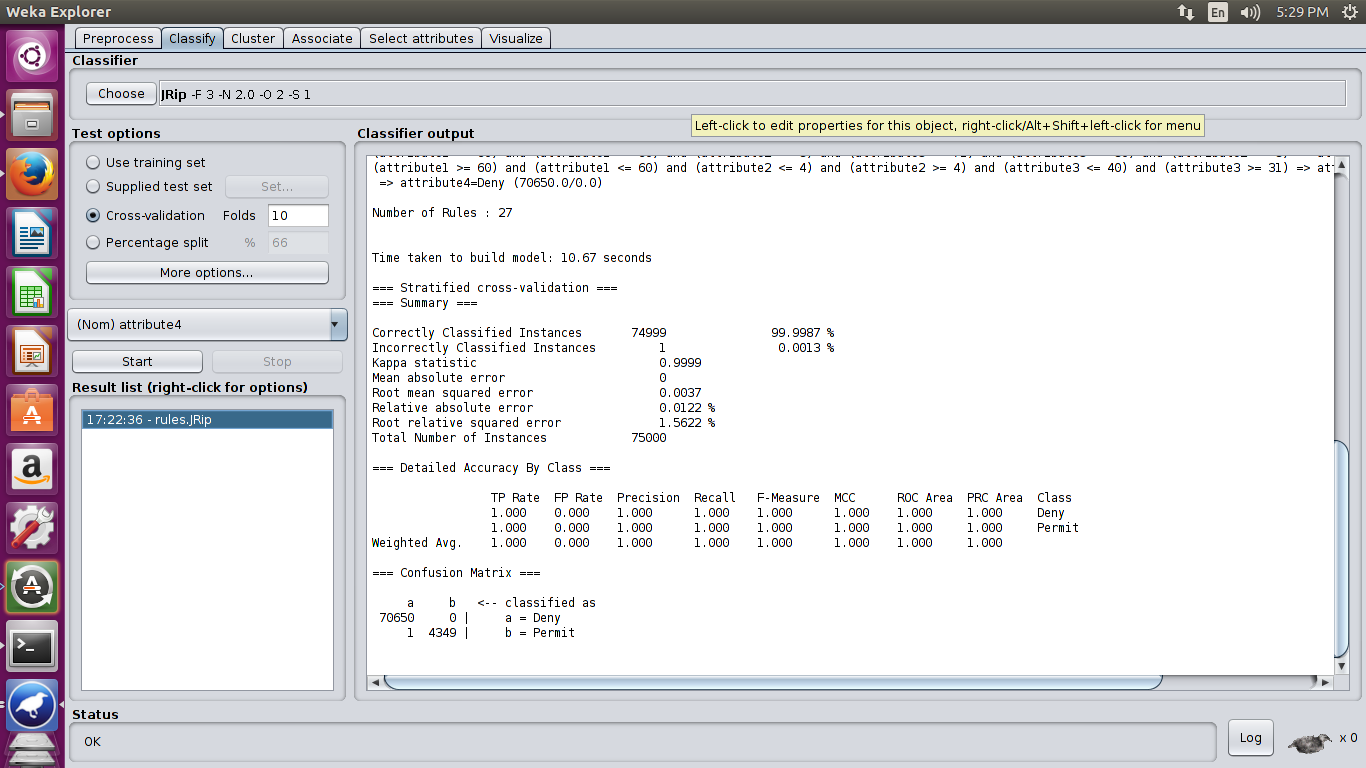 Weka Explorer
En
5:29 PM
Preprocess
Classify
Cluster
Associate
Select attributes
Visualize
Classifier
Choose
JRip -F 3 -N 2.0 -O 2 -S 1
Left-click to edit properties for this object, right-click/Alt+Shift+left-click for menu
Test options
Use training set
Supplied test set
Set...
Cross-validation Folds 10
Percentage split % 66
More options...
(Nom) attribute4
Start
Stop
Result list (right-click for options)
17:22:36 - rules.JRip
Classifier output
(attribute1 >= 60) and (attribute1 <= 60) and (attribute2 <= 4) and (attribute2 >= 4) and (attribute3 <= 40) and (attribute3 >= 31) => att
=> attribute4=Deny (70650.0/0.0)
Number of Rules : 27
Time taken to build model: 10.67 seconds
=== Stratified cross-validation ===
=== Summary ===
Correctly Classified Instances 74999 99.9987 %
Incorrectly Classified Instances 1 0.0013 %
Kappa statistic 0.9999
Mean absolute error 0
Root mean squared error 0.0037
Relative absolute error 0.0122 %
Root relative squared error 1.5622 %
Total Number of Instances 75000
=== Detailed Accuracy By Class ===
TP Rate FP Rate Precision Recall F-Measure MCC ROC Area PRC Area Class
1.000 0.000 1.000 1.000 1.000 1.000 1.000 1.000 Deny
1.000 0.000 1.000 1.000 1.000 1.000 1.000 1.000 Permit
Weighted Avg. 1.000 0.000 1.000 1.000 1.000 1.000 1.000 1.000
=== Confusion Matrix ===
a b <-- classified as
70650 0 | a = Deny
1 4349 | b = Permit
Status
OK
Log
x 0